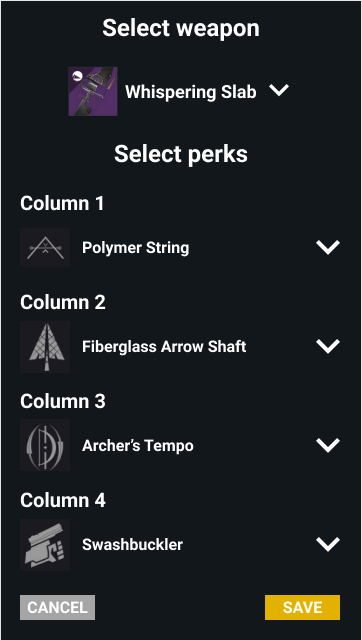 Select weapon
Whispering Slab
Select perks
Column 1
Polymer String
Column 2
Fiberglass Arrow Shaft
Column 3
Archer’s Tempo
Column 4
Swashbuckler
CANCEL SAVE